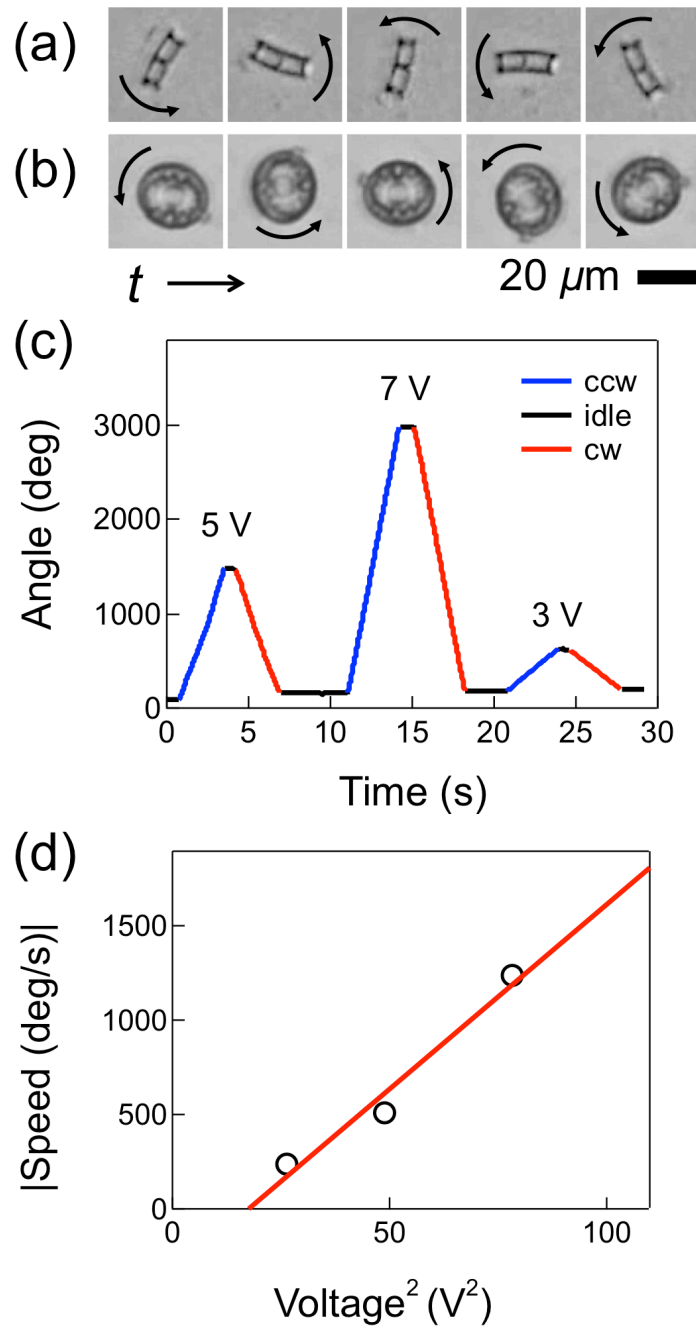 (a)
(b)
t
20 μm
(c)
7 V
ccw
idle
cw
5 V
3 V
3000
2000
1000
0
Angle (deg)
0 5 10 15 20 25 30
Time (s)
(d)
1500
1000
500
0
|Speed (deg/s)|
0 50 100
Voltage² (V²)